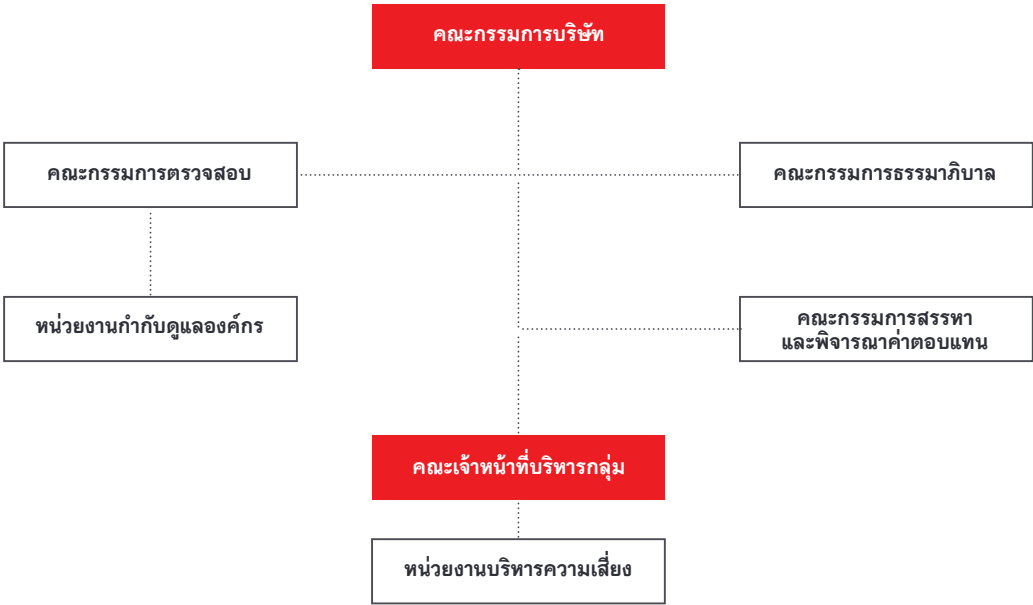 คณะกรรมการบริษัท
คณะกรรมการตรวจสอบ
คณะกรรมการธรรมาภิบาล
หน่วยงานกำกับดูแลองค์กร
คณะกรรมการสรรหา
และพิจารณาค่าตอบแทน
คณะเจ้าหน้าที่บริหารกลุ่ม
หน่วยงานบริหารความเสี่ยง